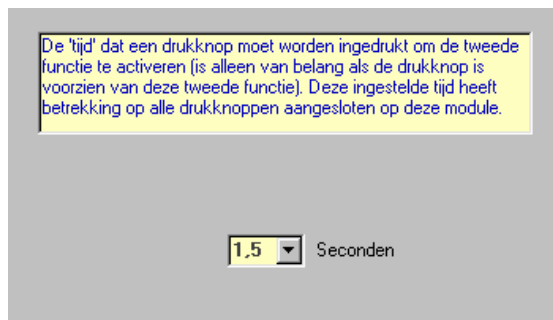 De 'tijd' dat een drukknop moet worden ingedrukt om de tweede
functie te activeren (is alleen van belang als de drukknop is
voorzien van deze tweede functie). Deze ingestelde tijd heeft
betrekking op alle drukknoppen aangesloten op deze module.
1,5 Seconden